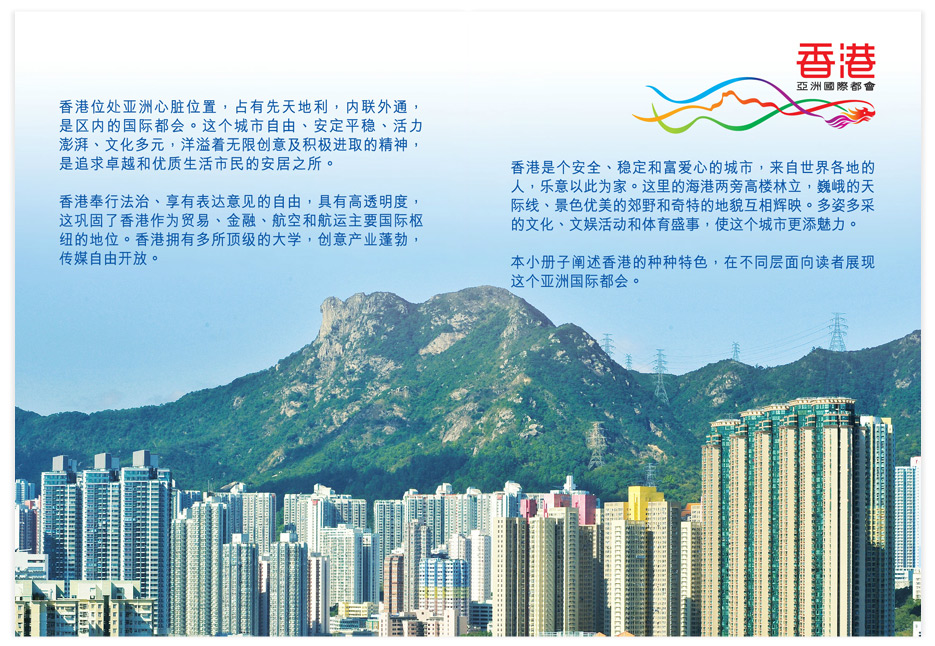 香港位处亚洲心脏位置，占有先天地利，内联外通，
是区内的国际都会。这个城市自由、安定平稳、活力
澎湃、文化多元，洋溢着无限创意及积极进取的精神，
是追求卓越和优质生活市民的安居之所。
香港奉行法治、享有表达意见的自由，具有高透明度，
这巩固了香港作为贸易、金融、航空和航运主要国际枢
纽的地位。香港拥有多所顶级的大学，创意产业蓬勃，
传媒自由开放。
香港
亞洲國際都會
香港是个安全、稳定和富爱心的城市，来自世界各地的
人，乐意以此为家。这里的海港两旁高楼林立，巍峨的天
际线、景色优美的郊野和奇特的地貌互相辉映。多姿多采
的文化、文娱活动和体育盛事，使这个城市更添魅力。
本小册子阐述香港的种种特色，在不同层面向读者展现
这个亚洲国际都会。